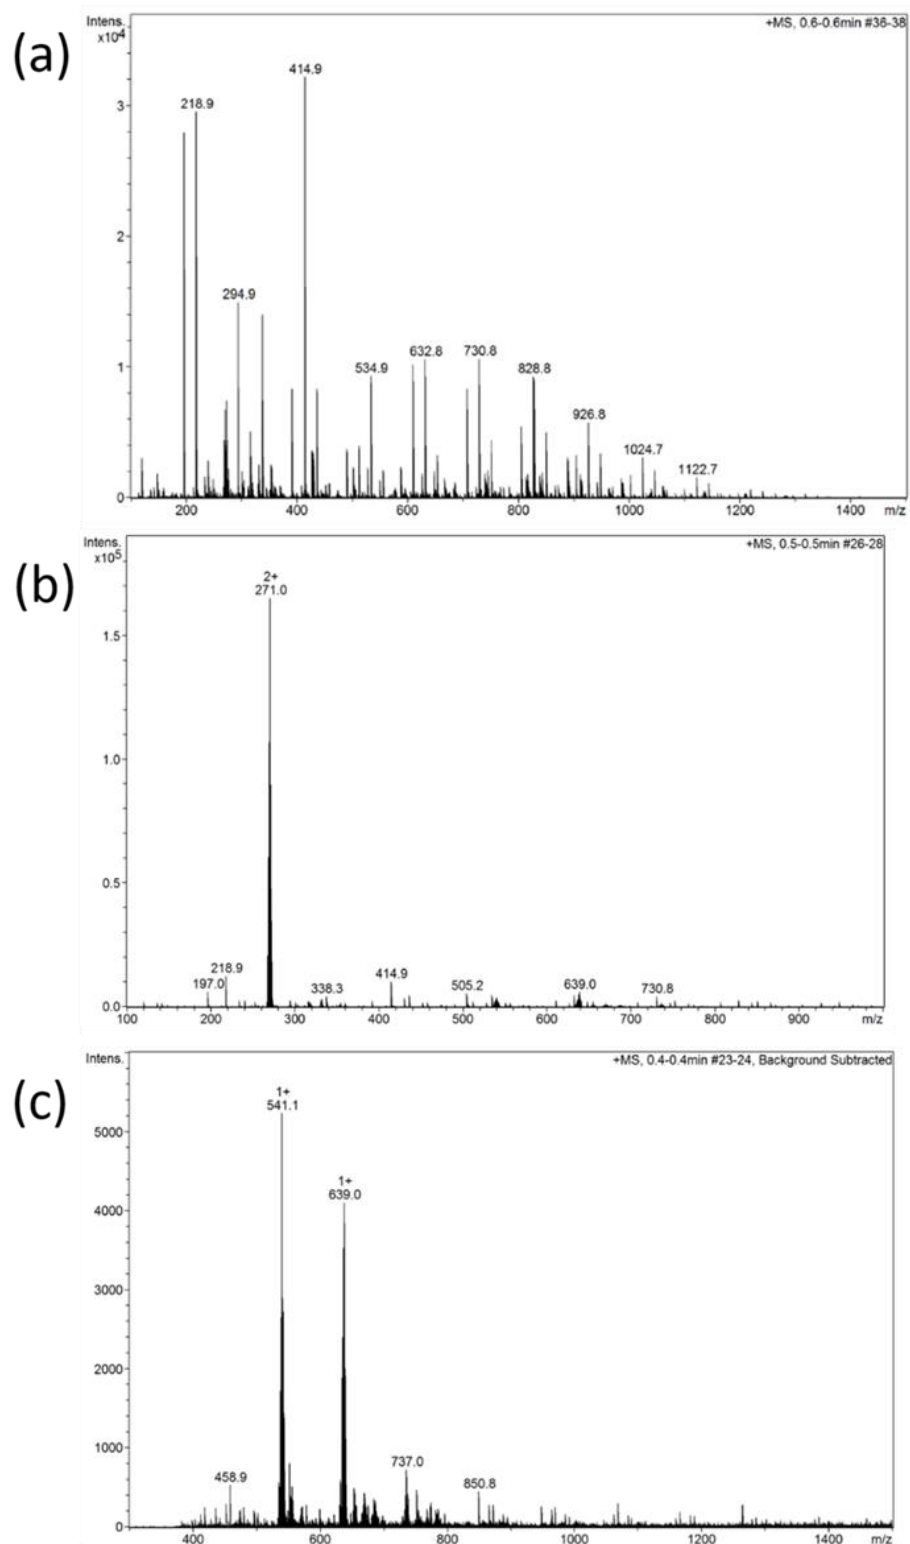 (a)
Intens.
x10⁴
+MS, 0.6-0.6min #36-38
414.9
218.9
3
2
294.9
534.9
632.8
730.8
828.8
1
926.8
1024.7
1122.7
0
200 400 600 800 1000 1200 1400 m/z
(b)
Intens.
x10⁵
+MS, 0.5-0.5min #26-28
2+
271.0
1.5
1.0
0.5
197.0
218.9
338.3
414.9
505.2
639.0
730.8
0.0
100 200 300 400 500 600 700 800 900 m/z
(c)
Intens.
+MS, 0.4-0.4min #23-24, Background Subtracted
1+
541.1
5000
1+
639.0
4000
3000
2000
1000
458.9
737.0
850.8
0
400 600 800 1000 1200 1400 m/z